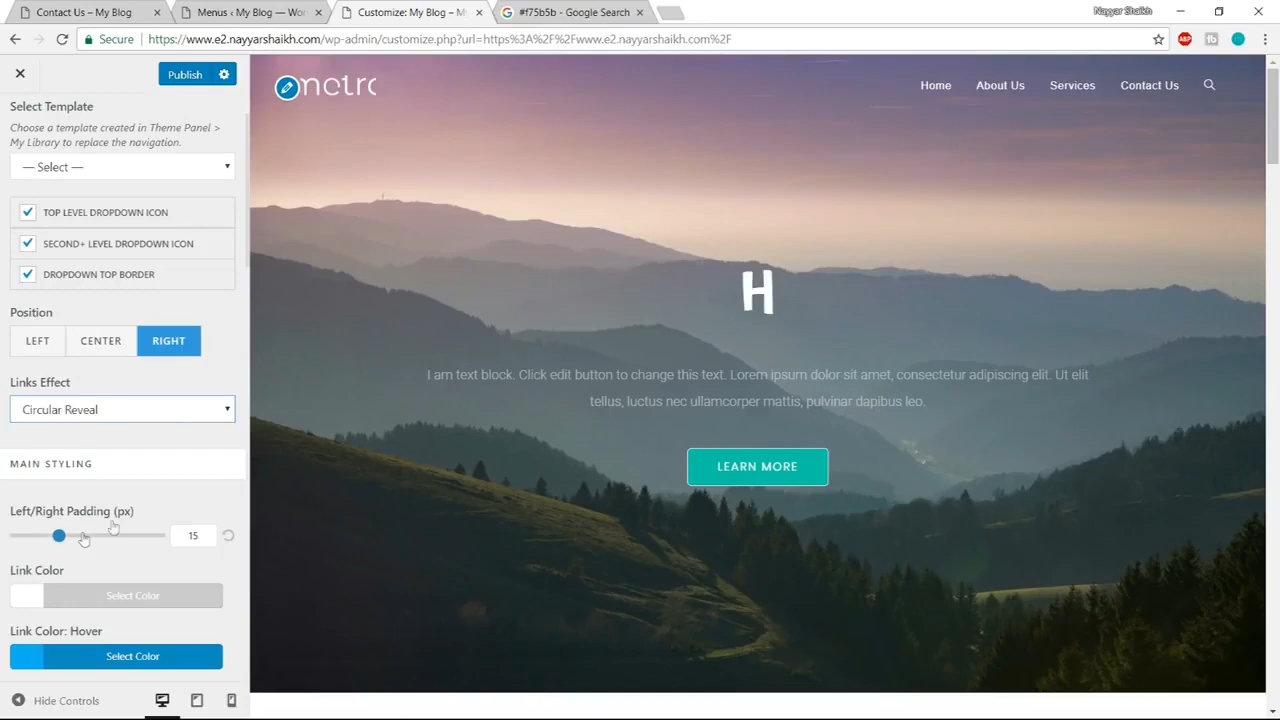 Contact Us – My Blog
Menus ‹ My Blog — Wor
Customize: My Blog – My
#f75b5b - Google Search
Nayyar Shaikh
Secure
https://www.e2.nayyarshaikh.com/wp-admin/customize.php?url=https%3A%2F%2Fwww.e2.nayyarshaikh.com%2F
ABP
Publish
Select Template
Choose a template created in Theme Panel >
My Library to replace the navigation.
— Select —
TOP LEVEL DROPDOWN ICON
SECOND+ LEVEL DROPDOWN ICON
DROPDOWN TOP BORDER
Position
LEFT
CENTER
RIGHT
Links Effect
Circular Reveal
MAIN STYLING
Left/Right Padding (px)
15
Link Color
Select Color
Link Color: Hover
Select Color
Hide Controls
Home
About Us
Services
Contact Us
H
I am text block. Click edit button to change this text. Lorem ipsum dolor sit amet, consectetur adipiscing elit. Ut elit
tellus, luctus nec ullamcorper mattis, pulvinar dapibus leo.
LEARN MORE